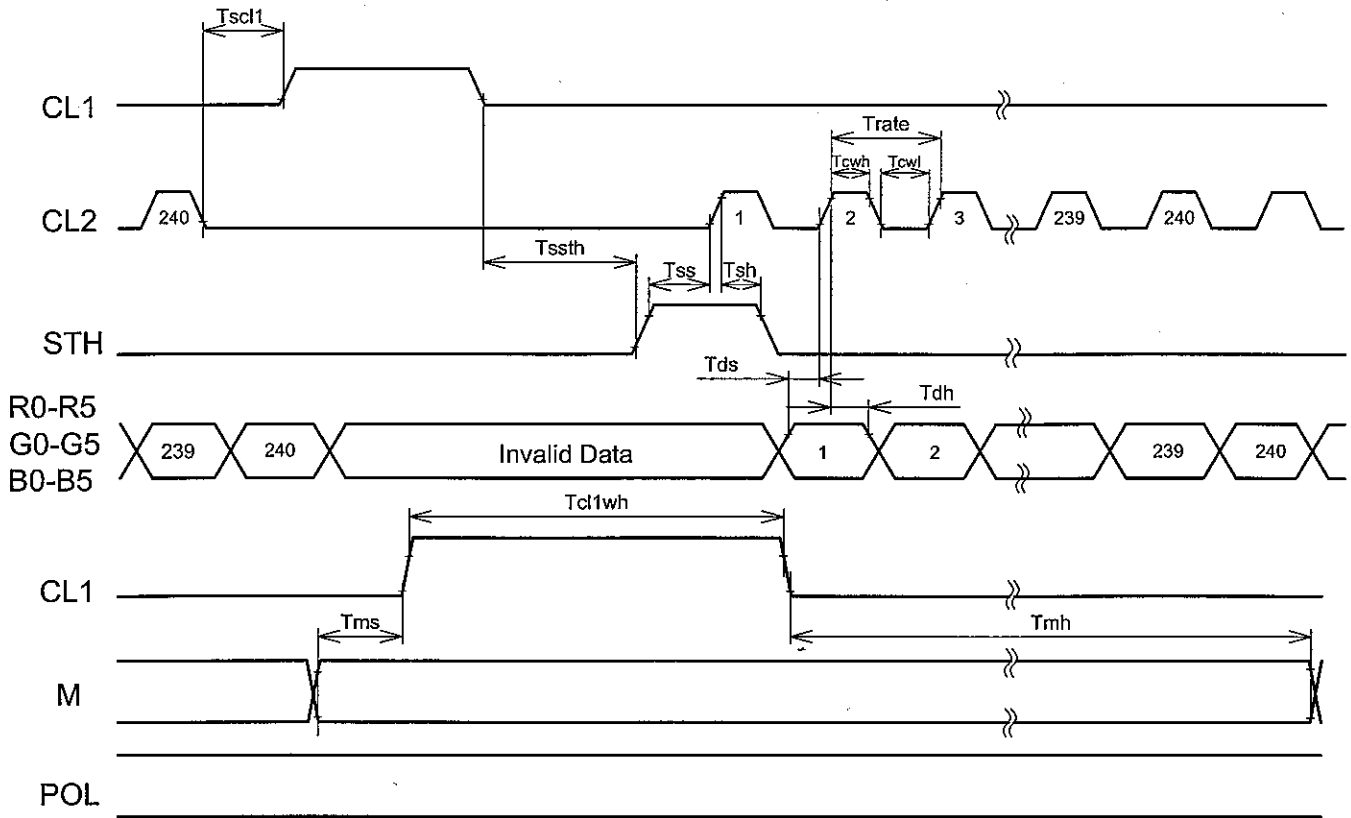 Tscl1
CL1
Trate
Tcwh Tcwl
CL2 240 1 2 3 239 240
Tssth
Tss Tsh
STH
Tds
Tdh
R0-R5
G0-G5 239 240 Invalid Data 1 2 239 240
B0-B5
Tcl1wh
CL1
Tms Tmh
M
POL